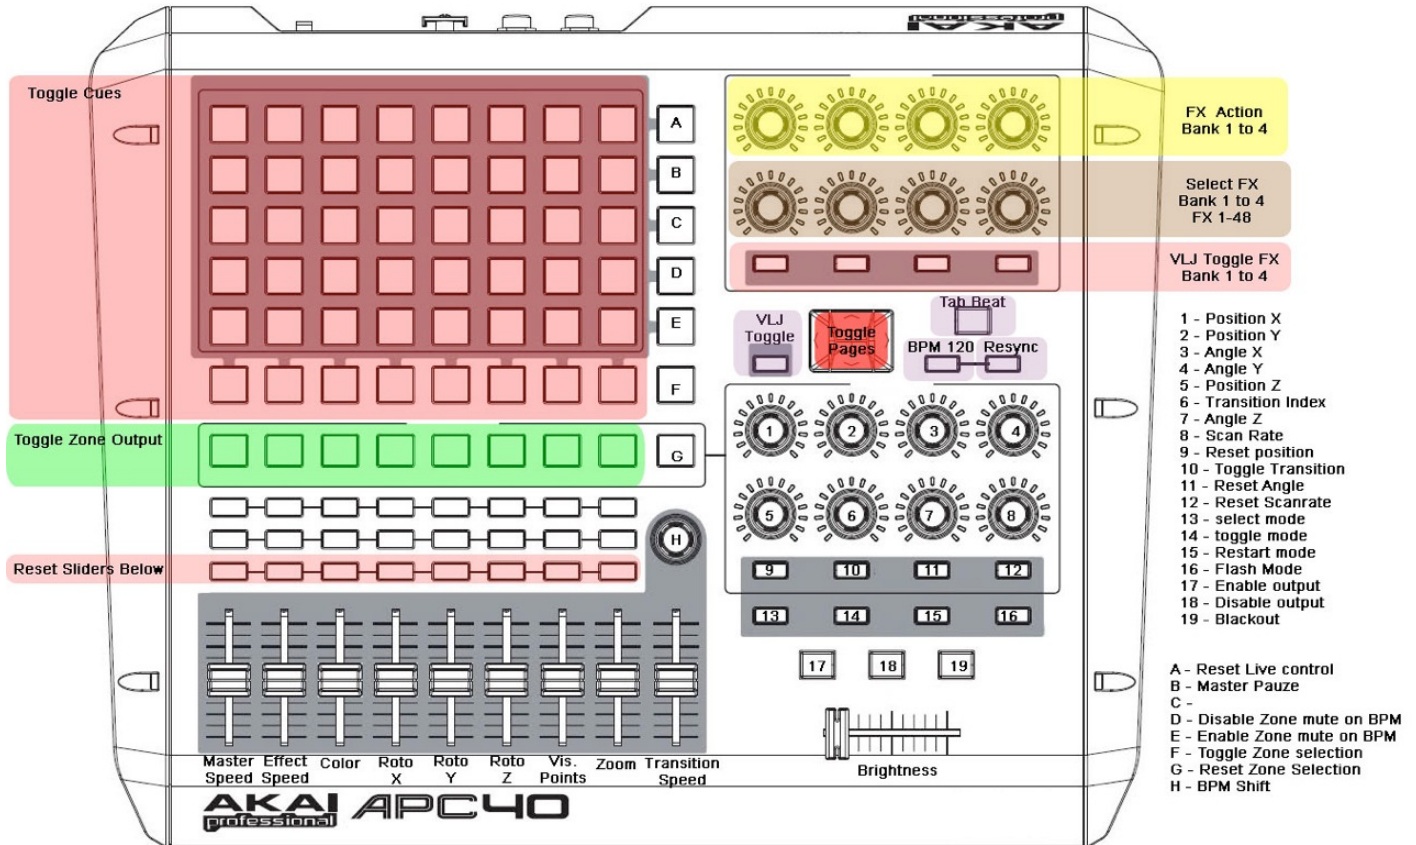 AKAI
professional
Toggle Cues
A
B
C
D
E
F
FX Action
Bank 1 to 4
Select FX
Bank 1 to 4
FX 1-48
VLJ Toggle FX
Bank 1 to 4
VLJ
Toggle
Toggle
Pages
Tab Beat
BPM 120
Resync
Toggle Zone Output
G
Reset Sliders Below
H
1
2
3
4
5
6
7
8
9
10
11
12
13
14
15
16
17
18
19
Master
Speed
Effect
Speed
Color
Roto
X
Roto
Y
Roto
Z
Vis.
Points
Zoom
Transition
Speed
Brightness
AKAI
professional
APC40
1 - Position X
2 - Position Y
3 - Angle X
4 - Angle Y
5 - Position Z
6 - Transition Index
7 - Angle Z
8 - Scan Rate
9 - Reset position
10 - Toggle Transition
11 - Reset Angle
12 - Reset Scanrate
13 - select mode
14 - toggle mode
15 - Restart mode
16 - Flash Mode
17 - Enable output
18 - Disable output
19 - Blackout
A - Reset Live control
B - Master Pauze
C -
D - Disable Zone mute on BPM
E - Enable Zone mute on BPM
F - Toggle Zone selection
G - Reset Zone Selection
H - BPM Shift